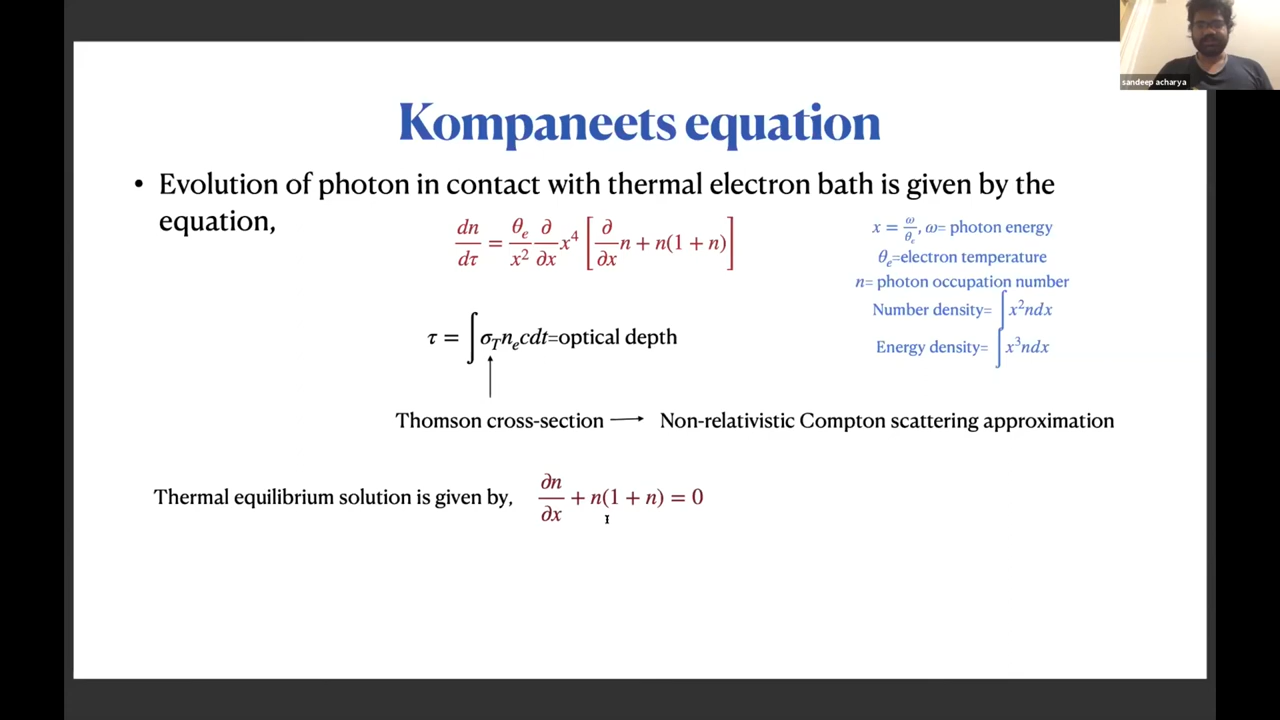 sandeep acharya
Kompaneets equation
• Evolution of photon in contact with thermal electron bath is given by the
equation,
dn/dτ = θₑ/x² ∂/∂x x⁴ [∂/∂x n + n(1 + n)]
x = ω/θₑ, ω= photon energy
θₑ=electron temperature
n= photon occupation number
Number density= ∫x²ndx
Energy density= ∫x³ndx
τ = ∫σ_T nₑcdt=optical depth
Thomson cross-section → Non-relativistic Compton scattering approximation
Thermal equilibrium solution is given by, ∂n/∂x + n(1 + n) = 0